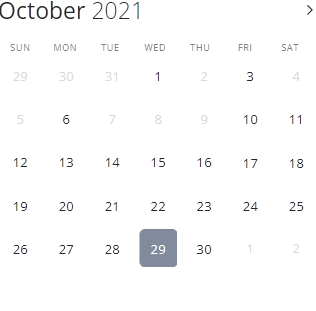 October 2021
SUN MON TUE WED THU FRI SAT
29 30 31 1 2 3 4
5 6 7 8 9 10 11
12 13 14 15 16 17 18
19 20 21 22 23 24 25
26 27 28 29 30 1 2